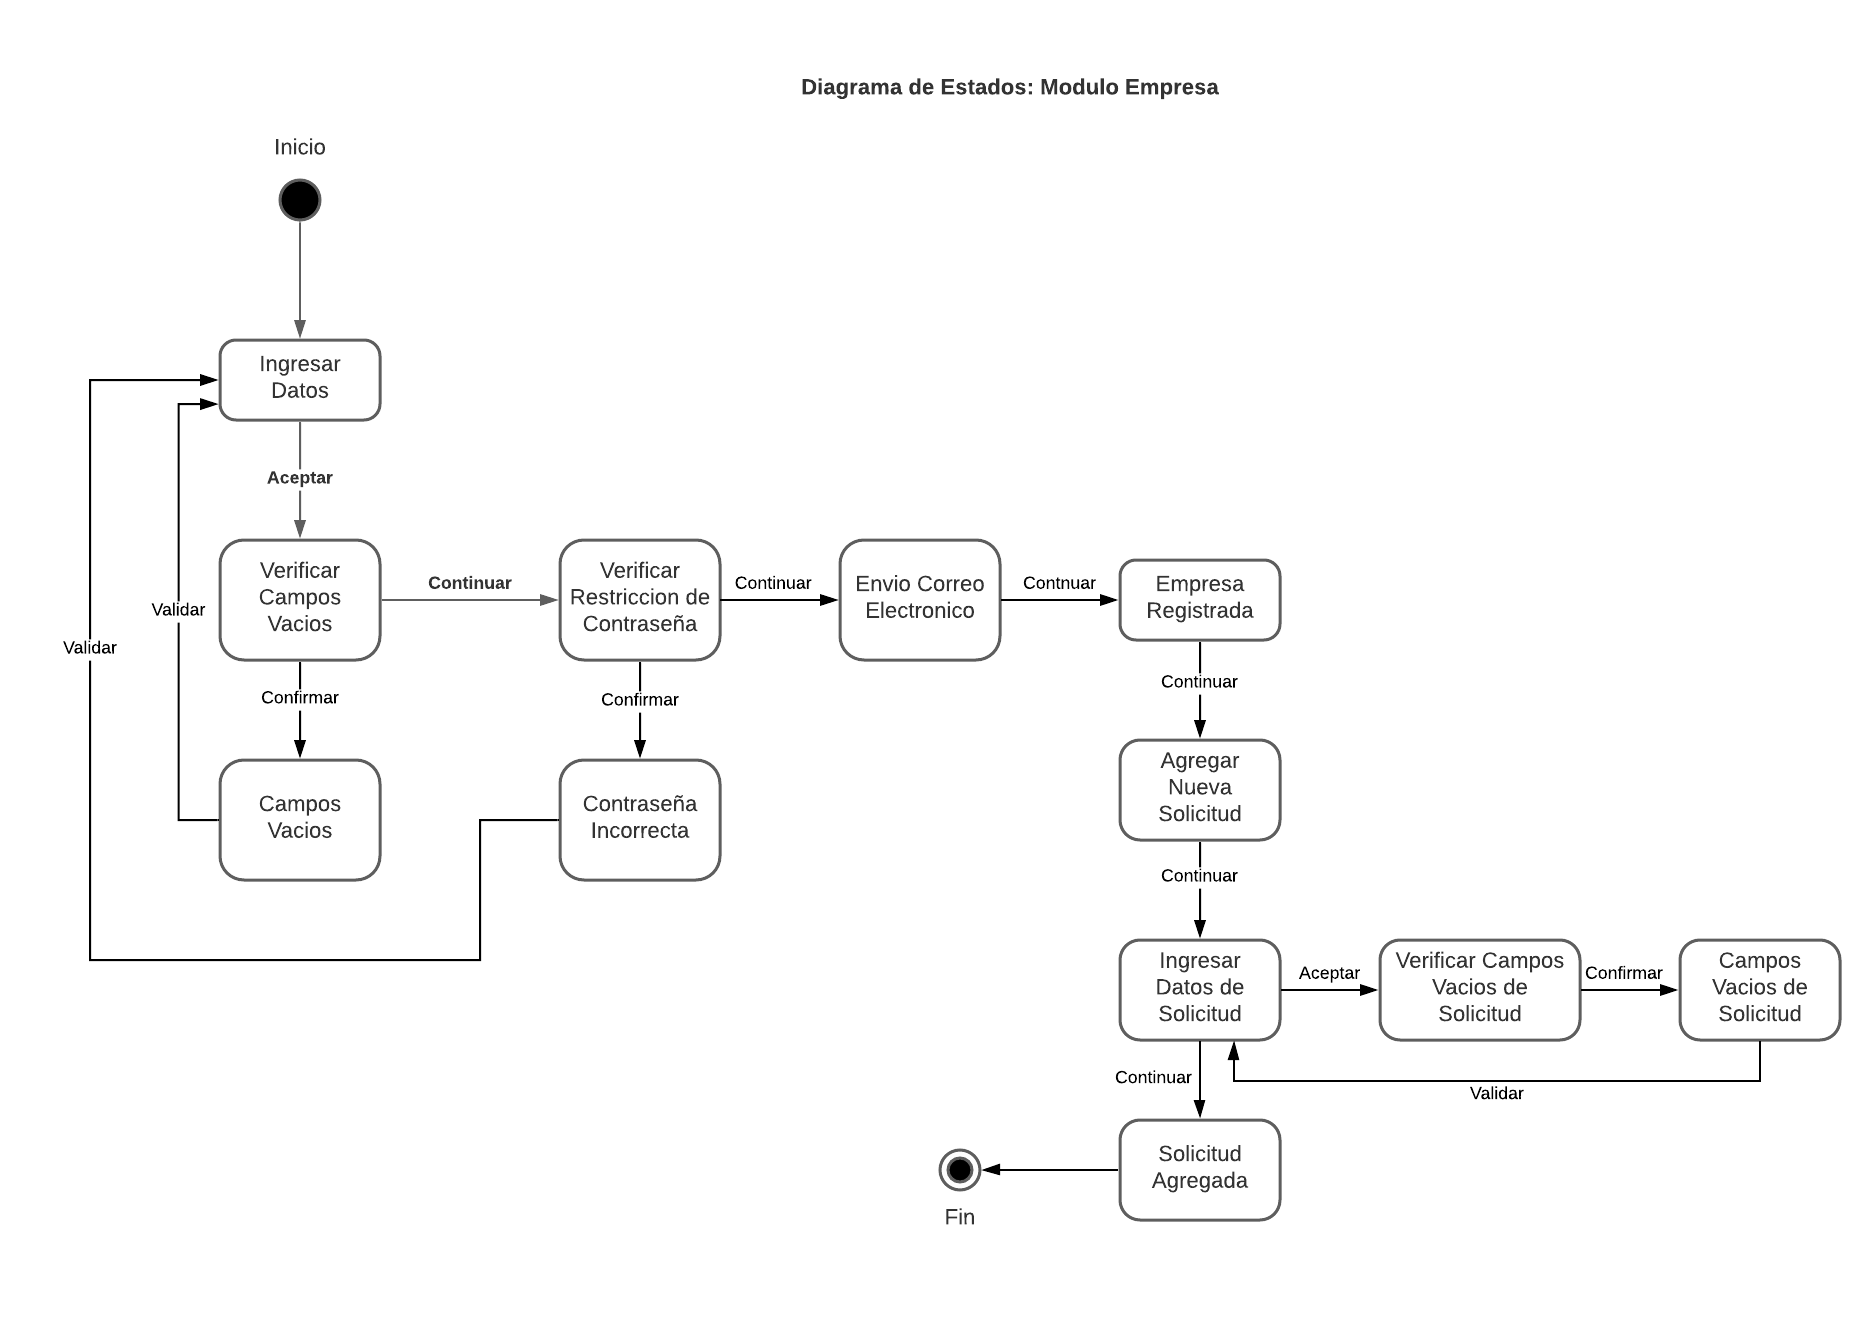 Diagrama de Estados: Modulo Empresa
Inicio
Ingresar
Datos
Aceptar
Verificar
Campos
Vacios
Continuar
Verificar
Restriccion de
Contraseña
Continuar
Envio Correo
Electronico
Contnuar
Empresa
Registrada
Validar
Validar
Confirmar
Confirmar
Continuar
Campos
Vacios
Contraseña
Incorrecta
Agregar
Nueva
Solicitud
Continuar
Ingresar
Datos de
Solicitud
Aceptar
Verificar Campos
Vacios de
Solicitud
Confirmar
Campos
Vacios de
Solicitud
Continuar
Validar
Solicitud
Agregada
Fin